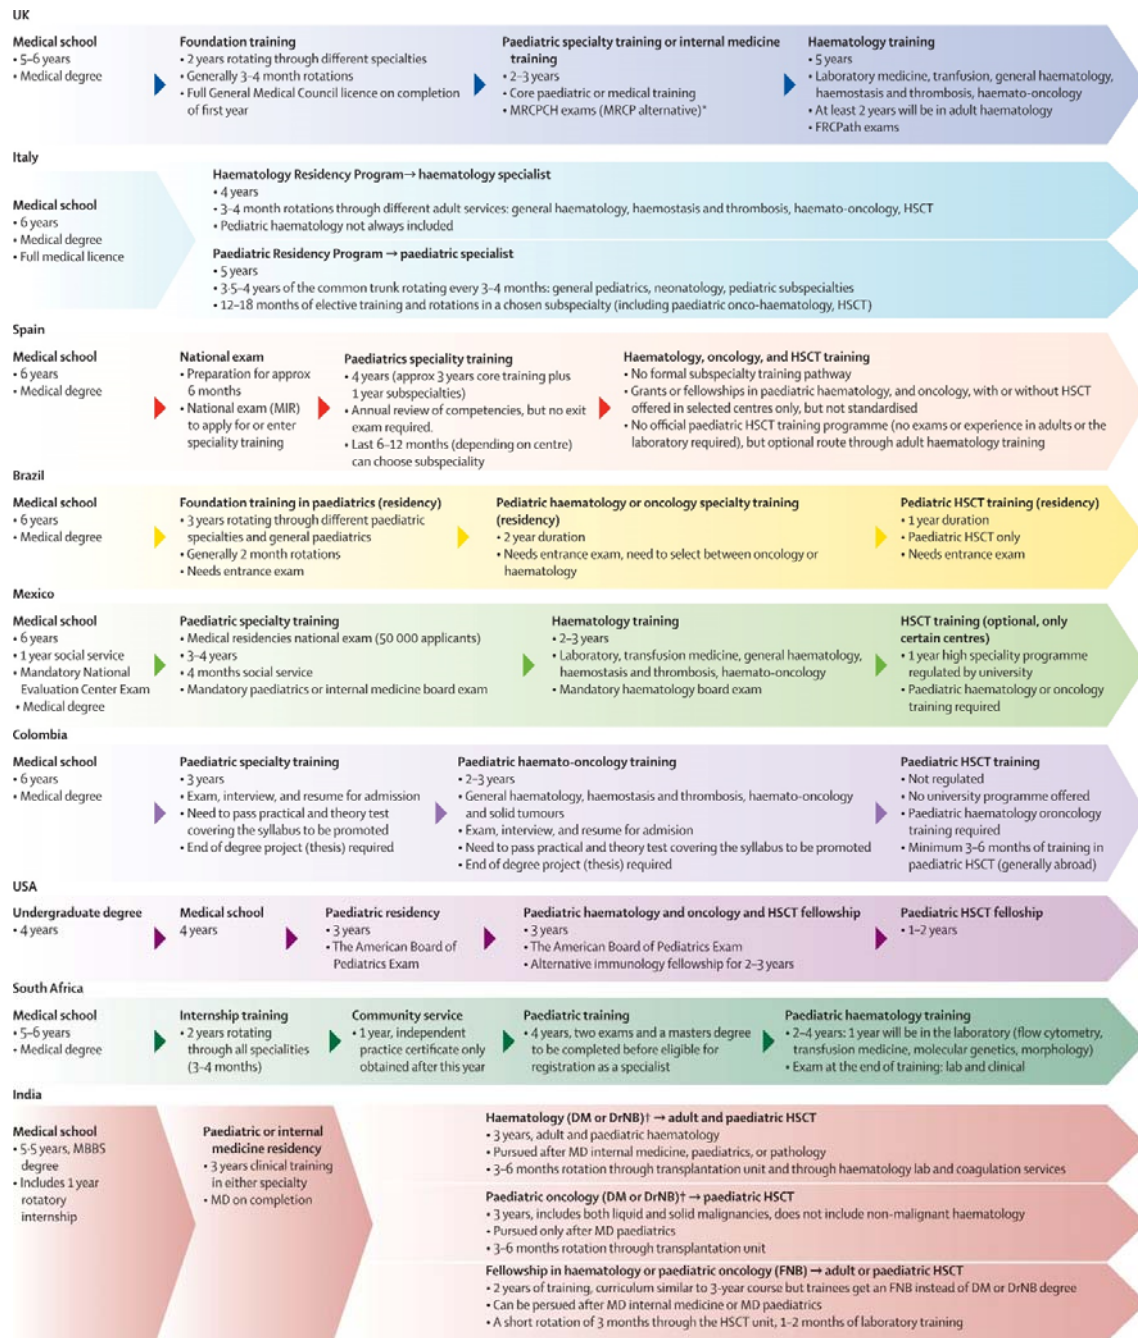 UK
Medical school
• 5–6 years
• Medical degree
Foundation training
• 2 years rotating through different specialties
• Generally 3–4 month rotations
• Full General Medical Council licence on completion
of first year
Paediatric specialty training or internal medicine
training
• 2–3 years
• Core paediatric or medical training
• MRCPCH exams (MRCP alternative)*
Haematology training
• 5 years
• Laboratory medicine, tranfusion, general haematology,
haemostasis and thrombosis, haemato-oncology
• At least 2 years will be in adult haematology
• FRCPath exams
Italy
Medical school
• 6 years
• Medical degree
• Full medical licence
Haematology Residency Program→ haematology specialist
• 4 years
• 3–4 month rotations through different adult services: general haematology, haemostasis and thrombosis, haemato-oncology, HSCT
• Pediatric haematology not always included
Paediatric Residency Program → paediatric specialist
• 5 years
• 3·5–4 years of the common trunk rotating every 3–4 months: general pediatrics, neonatology, pediatric subspecialties
• 12–18 months of elective training and rotations in a chosen subspecialty (including paediatric onco-haematology, HSCT)
Spain
Medical school
• 6 years
• Medical degree
National exam
• Preparation for approx
6 months
• National exam (MIR)
to apply for or enter
speciality training
Paediatrics speciality training
• 4 years (approx 3 years core training plus
1 year subspecialties)
• Annual review of competencies, but no exit
exam required.
• Last 6–12 months (depending on centre)
can choose subspeciality
Haematology, oncology, and HSCT training
• No formal subspecialty training pathway
• Grants or fellowships in paediatric haematology, and oncology, with or without HSCT
offered in selected centres only, but not standardised
• No official paediatric HSCT training programme (no exams or experience in adults or the
laboratory required), but optional route through adult haematology training
Brazil
Medical school
• 6 years
• Medical degree
Foundation training in paediatrics (residency)
• 3 years rotating through different paediatric
specialties and general paediatrics
• Generally 2 month rotations
• Needs entrance exam
Pediatric haematology or oncology specialty training
(residency)
• 2 year duration
• Needs entrance exam, need to select between oncology or
haematology
Pediatric HSCT training (residency)
• 1 year duration
• Paediatric HSCT only
• Needs entrance exam
Mexico
Medical school
• 6 years
• 1 year social service
• Mandatory National
Evaluation Center Exam
• Medical degree
Paediatric specialty training
• Medical residencies national exam (50 000 applicants)
• 3–4 years
• 4 months social service
• Mandatory paediatrics or internal medicine board exam
Haematology training
• 2–3 years
• Laboratory, transfusion medicine, general haematology,
haemostasis and thrombosis, haemato-oncology
• Mandatory haematology board exam
HSCT training (optional, only
certain centres)
• 1 year high speciality programme
regulated by university
• Paediatric haematology or oncology
training required
Colombia
Medical school
• 6 years
• Medical degree
Paediatric specialty training
• 3 years
• Exam, interview, and resume for admission
• Need to pass practical and theory test
covering the syllabus to be promoted
• End of degree project (thesis) required
Paediatric haemato-oncology training
• 2–3 years
• General haematology, haemostasis and thrombosis, haemato-oncology
and solid tumours
• Exam, interview, and resume for admision
• Need to pass practical and theory test covering the syllabus to be promoted
• End of degree project (thesis) required
Paediatric HSCT training
• Not regulated
• No university programme offered
• Paediatric haematology oroncology
training required
• Minimum 3–6 months of training in
paediatric HSCT (generally abroad)
USA
Undergraduate degree
• 4 years
Medical school
4 years
Paediatric residency
• 3 years
• The American Board of
Pediatrics Exam
Paediatric haematology and oncology and HSCT fellowship
• 3 years
• The American Board of Pediatrics Exam
• Alternative immunology fellowship for 2–3 years
Paediatric HSCT felloship
• 1–2 years
South Africa
Medical school
• 5–6 years
• Medical degree
Internship training
• 2 years rotating
through all specialities
(3–4 months)
Community service
• 1 year, independent
practice certificate only
obtained after this year
Paediatric training
• 4 years, two exams and a masters degree
to be completed before eligible for
registration as a specialist
Paediatric haematology training
• 2–4 years: 1 year will be in the laboratory (flow cytometry,
transfusion medicine, molecular genetics, morphology)
• Exam at the end of training: lab and clinical
India
Medical school
• 5·5 years, MBBS
degree
• Includes 1 year
rotatory
internship
Paediatric or internal
medicine residency
• 3 years clinical training
in either specialty
• MD on completion
Haematology (DM or DrNB)† → adult and paediatric HSCT
• 3 years, adult and paediatric haematology
• Pursued after MD internal medicine, paediatrics, or pathology
• 3–6 months rotation through transplantation unit and through haematology lab and coagulation services
Paediatric oncology (DM or DrNB)† → paediatric HSCT
• 3 years, includes both liquid and solid malignancies, does not include non-malignant haematology
• Pursued only after MD paediatrics
• 3–6 months rotation through transplantation unit
Fellowship in haematology or paediatric oncology (FNB) → adult or paediatric HSCT
• 2 years of training, curriculum similar to 3-year course but trainees get an FNB instead of DM or DrNB degree
• Can be persued after MD internal medicine or MD paediatrics
• A short rotation of 3 months through the HSCT unit, 1–2 months of laboratory training